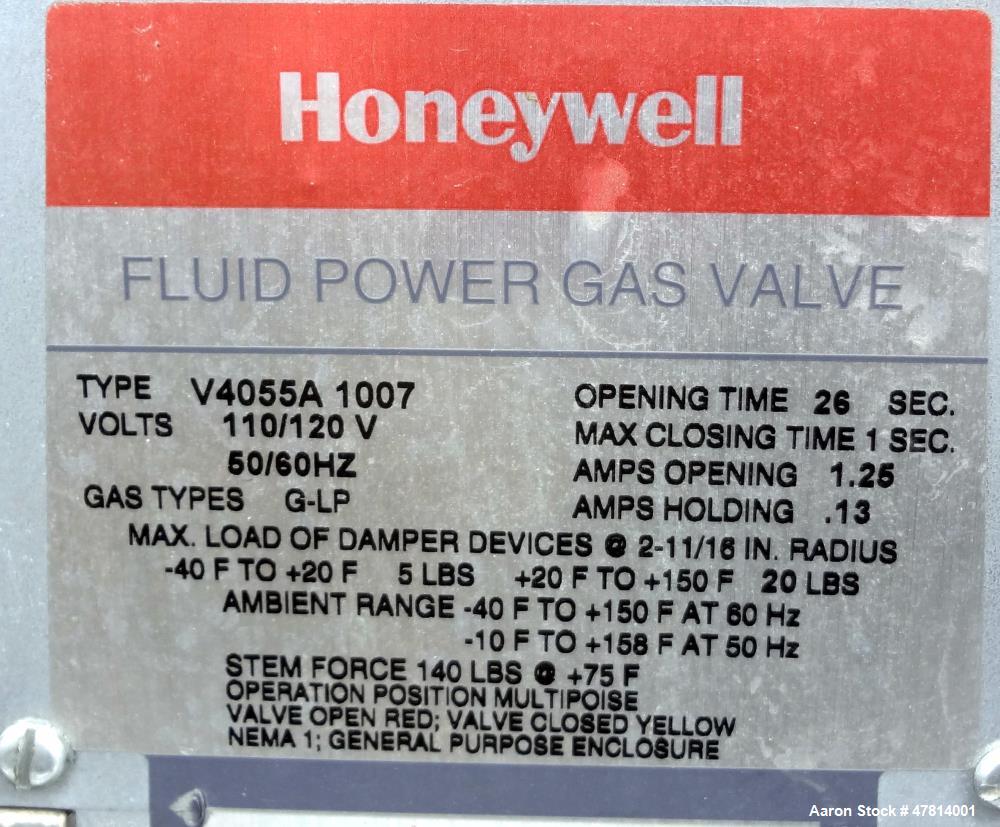 Honeywell
FLUID POWER GAS VALVE
TYPE V4055A 1007
VOLTS 110/120 V
50/60HZ
GAS TYPES G-LP
OPENING TIME 26 SEC.
MAX CLOSING TIME 1 SEC.
AMPS OPENING 1.25
AMPS HOLDING .13
MAX. LOAD OF DAMPER DEVICES @ 2-11/16 IN. RADIUS
-40 F TO +20 F 5 LBS +20 F TO +150 F 20 LBS
AMBIENT RANGE -40 F TO +150 F AT 60 Hz
-10 F TO +158 F AT 50 Hz
STEM FORCE 140 LBS @ +75 F
OPERATION POSITION MULTIPOISE
VALVE OPEN RED; VALVE CLOSED YELLOW
NEMA 1; GENERAL PURPOSE ENCLOSURE
Aaron Stock # 47814001